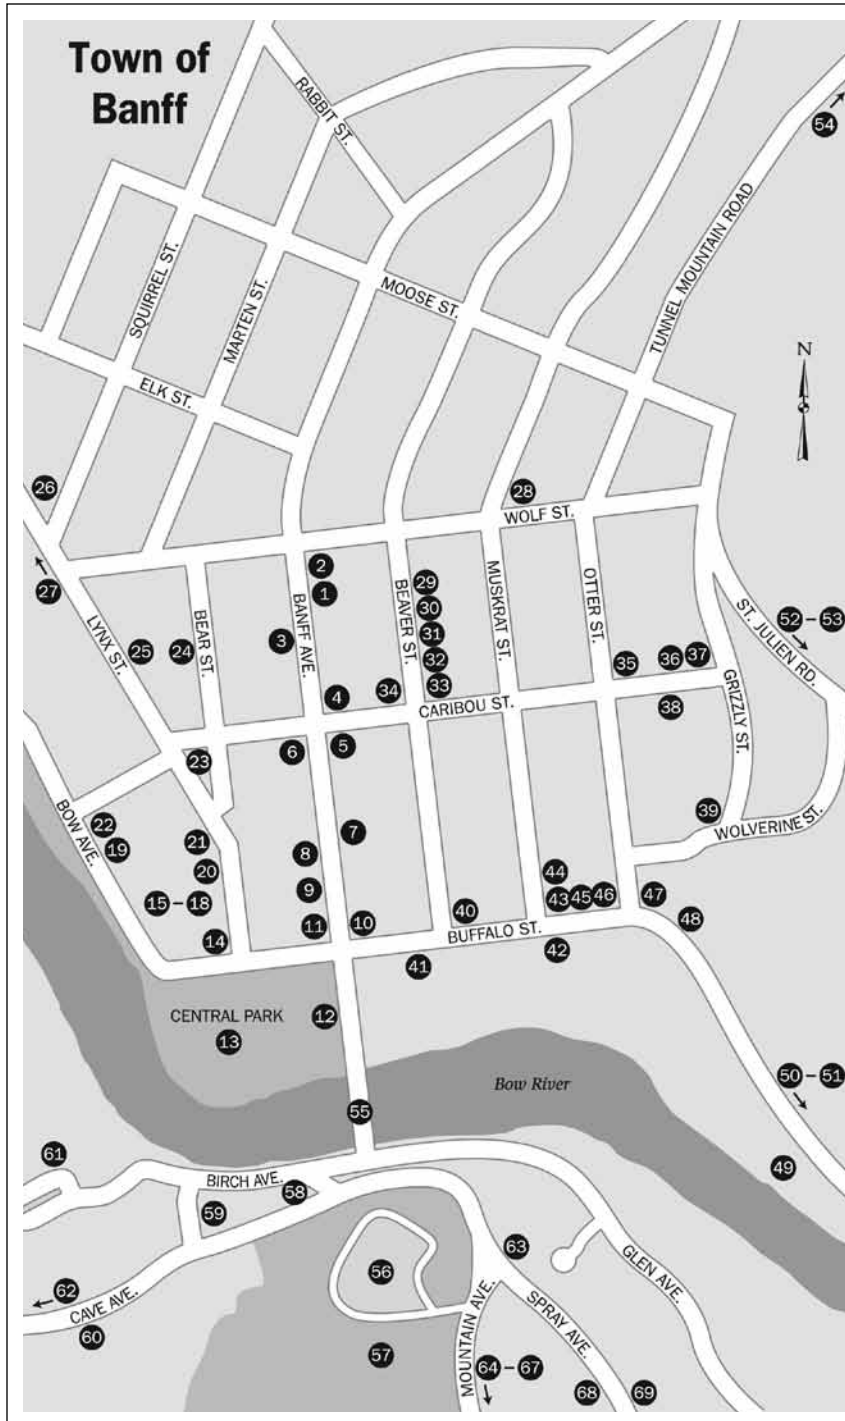 Town of
Banff
RABBIT ST.
54
TUNNEL MOUNTAIN ROAD
SQUIRREL ST.
MARTEN ST.
MOOSE ST.
N
ELK ST.
26
28
WOLF ST.
2
27
1
29
BEAVER ST.
MUSKRAT ST.
OTTER ST.
30
LYNX ST.
BEAR ST.
BANFF AVE.
ST. JULIEN RD.
52 – 53
31
25
24
3
32
35
36
37
33
34
4
CARIBOU ST.
GRIZZLY ST.
38
5
6
23
BOW AVE.
39
WOLVERINE ST.
22
7
21
19
8
20
44
9
15 – 18
43
45
46
47
40
10
11
48
14
BUFFALO ST.
42
41
CENTRAL PARK
12
13
Bow River
50 – 51
55
61
49
BIRCH AVE.
58
59
63
GLEN AVE.
56
62
CAVE AVE.
60
MOUNTAIN AVE.
SPRAY AVE.
57
64 – 67
68
69